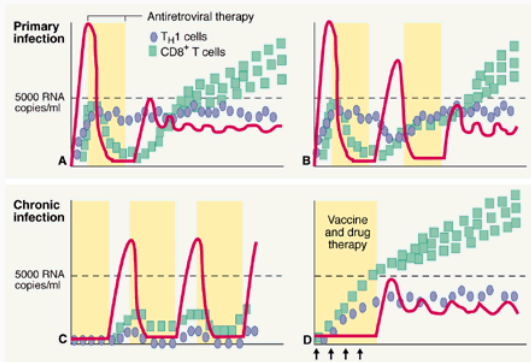 Antiretroviral therapy
Primary
infection
T_H1 cells
CD8⁺ T cells
5000 RNA
copies/ml
A
B
Chronic
infection
Vaccine
and drug
therapy
5000 RNA
copies/ml
C
D